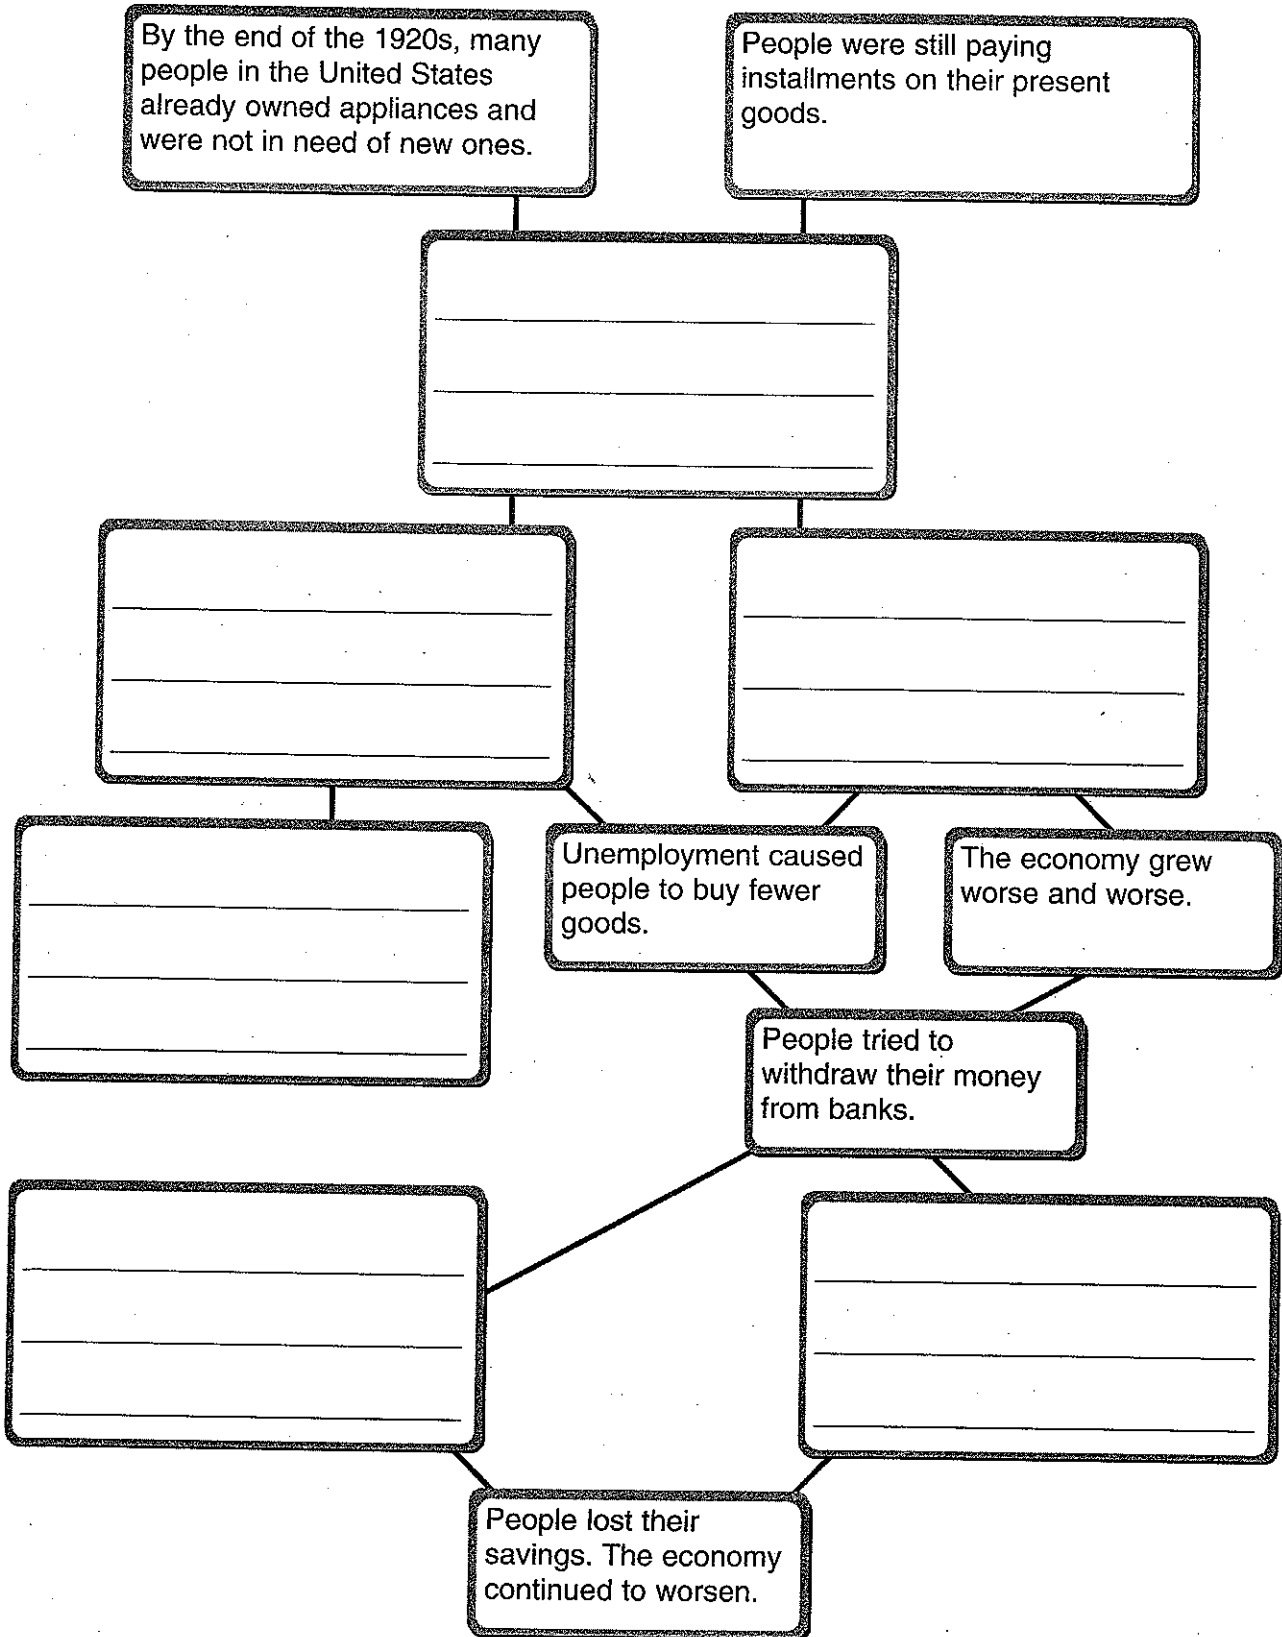 By the end of the 1920s, many
people in the United States
already owned appliances and
were not in need of new ones.
People were still paying
installments on their present
goods.
Unemployment caused
people to buy fewer
goods.
The economy grew
worse and worse.
People tried to
withdraw their money
from banks.
People lost their
savings. The economy
continued to worsen.